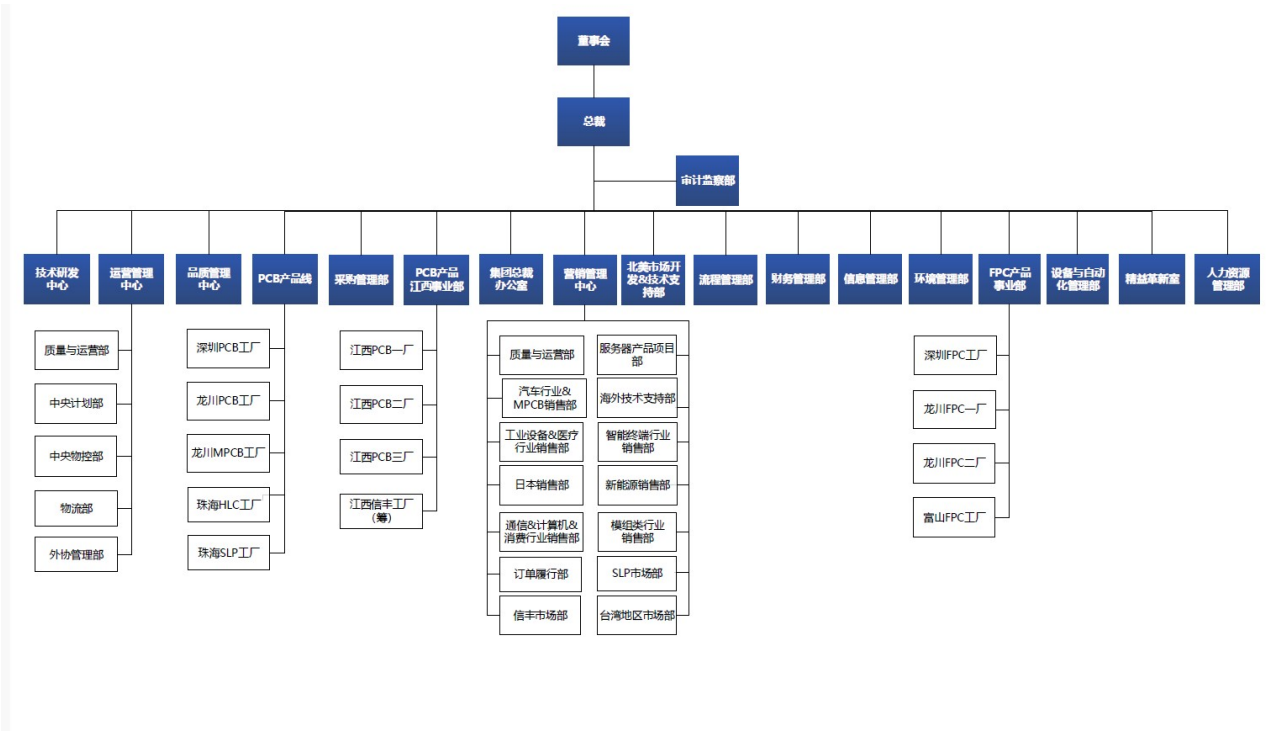 董事会
总裁
审计监察部
技术研发
中心
运营管理
中心
品质管理
中心
PCB产品线
采购管理部
PCB产品
江西事业部
集团总裁
办公室
营销管理
中心
北美市场开
发&技术支
持部
流程管理部
财务管理部
信息管理部
环境管理部
FPC产品
事业部
设备与自动
化管理部
精益革新室
人力资源
管理部
质量与运营部
中央计划部
中央物控部
物流部
外协管理部
深圳PCB工厂
龙川PCB工厂
龙川MPCB工厂
珠海HLC工厂
珠海SLP工厂
江西PCB一厂
江西PCB二厂
江西PCB三厂
江西信丰工厂
（筹）
质量与运营部
汽车行业&
MPCB销售部
工业设备&医疗
行业销售部
日本销售部
通信&计算机&
消费行业销售部
订单履行部
信丰市场部
服务器产品项目
部
海外技术支持部
智能终端行业
销售部
新能源销售部
模组类行业
销售部
SLP市场部
台湾地区市场部
深圳FPC工厂
龙川FPC一厂
龙川FPC二厂
富山FPC工厂